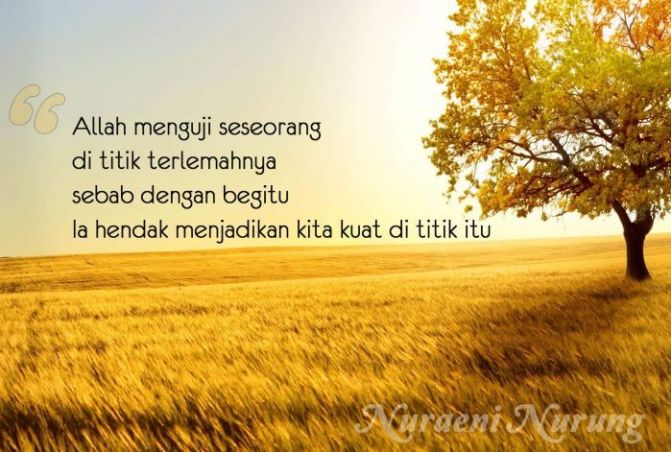 “
Allah menguji seseorang
di titik terlemahnya
sebab dengan begitu
Ia hendak menjadikan kita kuat di titik itu
Nuraeni Nurung